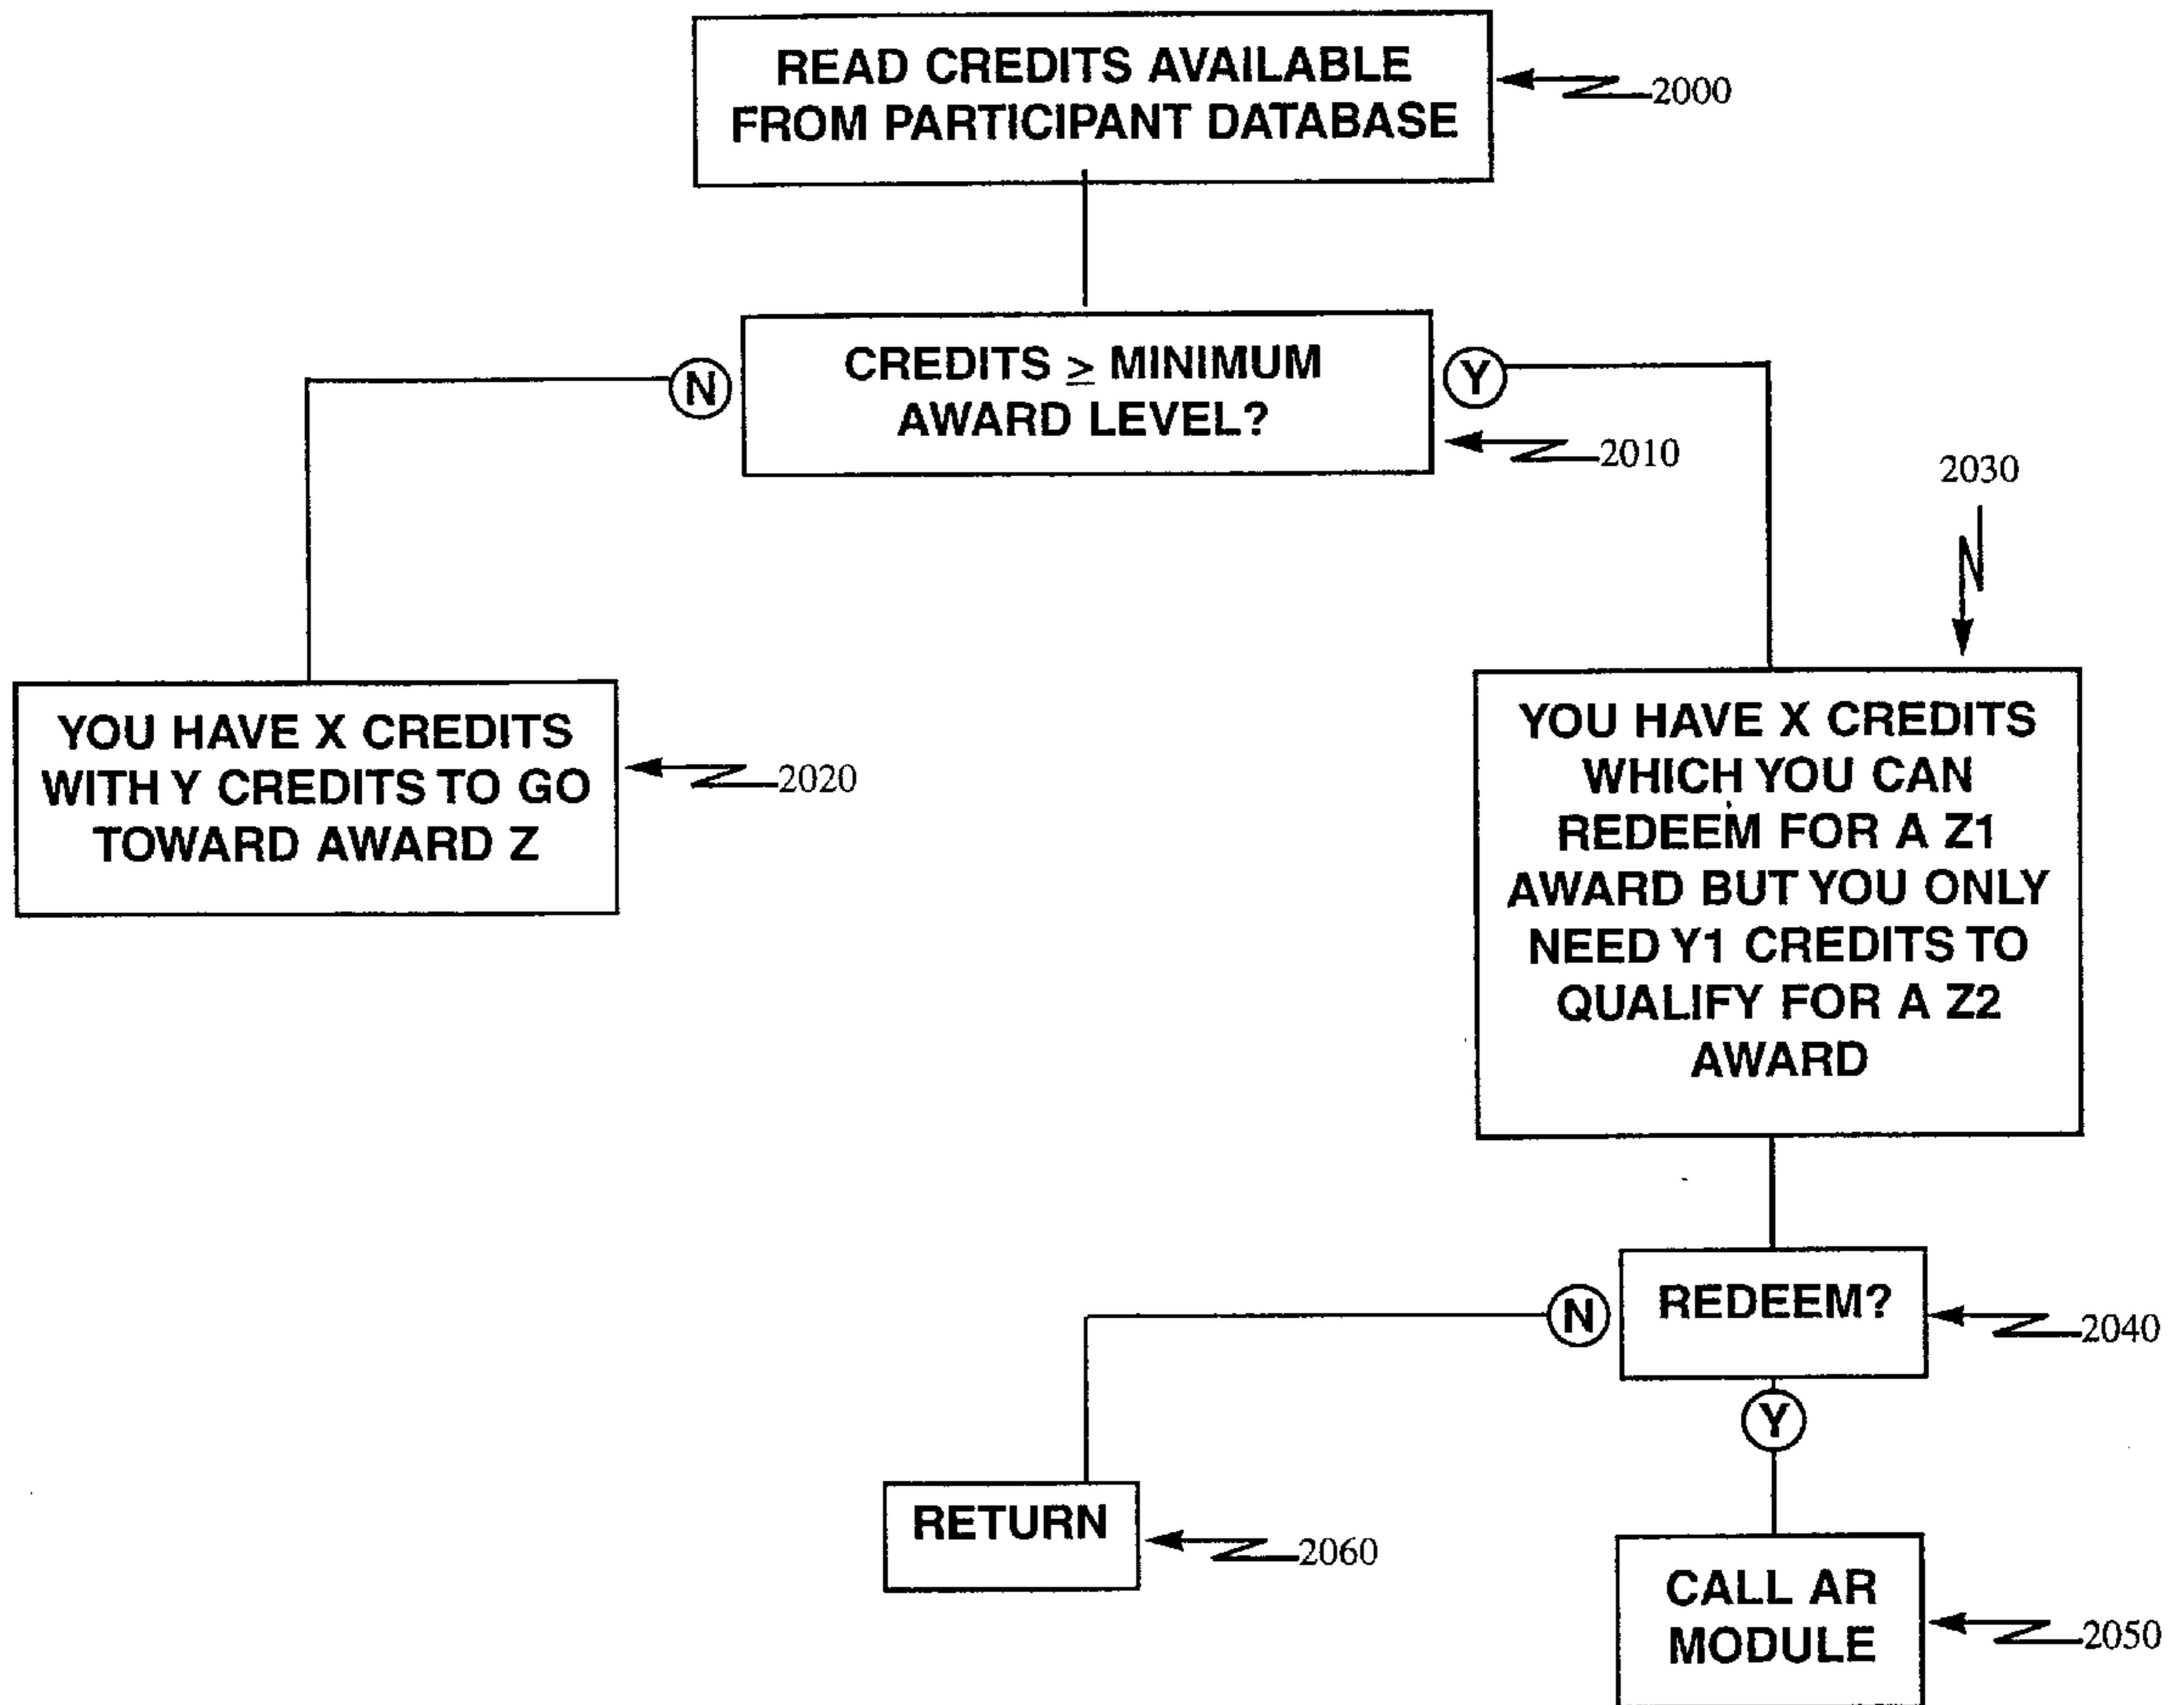 READ CREDITS AVAILABLE
FROM PARTICIPANT DATABASE
2000
N
CREDITS ≥ MINIMUM
AWARD LEVEL?
Y
2010
2030
YOU HAVE X CREDITS
WITH Y CREDITS TO GO
TOWARD AWARD Z
2020
YOU HAVE X CREDITS
WHICH YOU CAN
REDEEM FOR A Z1
AWARD BUT YOU ONLY
NEED Y1 CREDITS TO
QUALIFY FOR A Z2
AWARD
N
REDEEM?
2040
Y
RETURN
2060
CALL AR
MODULE
2050